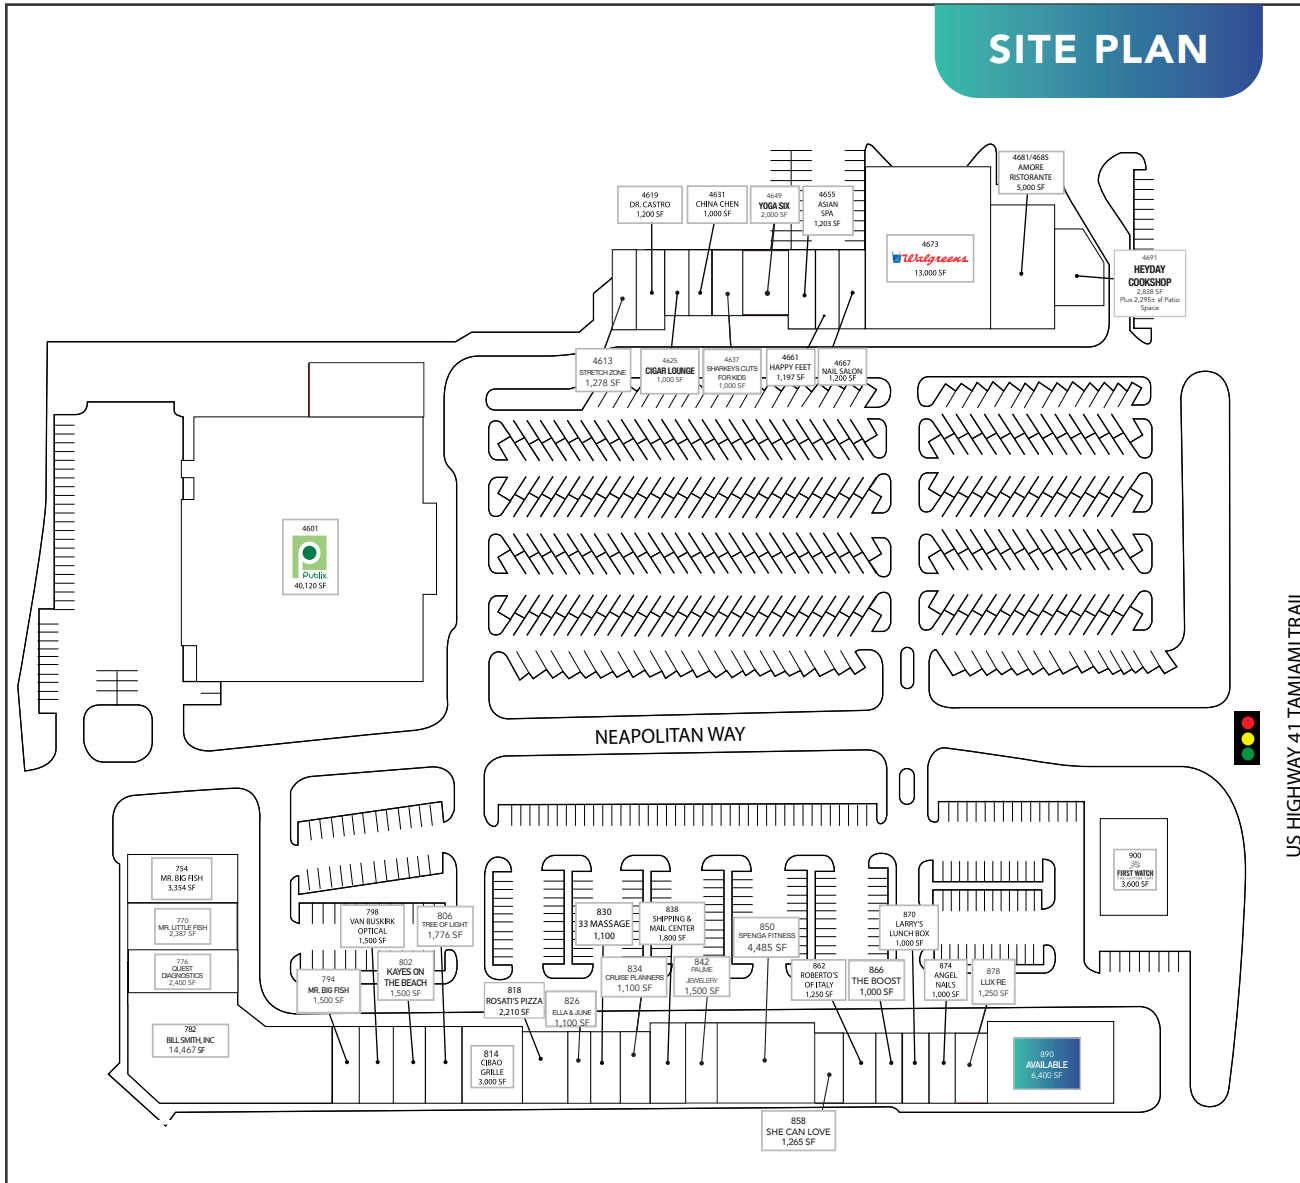 SITE PLAN
4681/4685
AMORE
RISTORANTE
5,000 SF
4619
DR. CASTRO
1,200 SF
4631
CHINA CHEN
1,000 SF
4649
YOGA SIX
2,000 SF
4655
ASIAN
SPA
1,203 SF
4673
Walgreens
13,000 SF
4691
HEYDAY
COOKSHOP
2,838 SF
Plus 2,295± sf Patio
Space
4613
STRETCH ZONE
1,278 SF
4625
CIGAR LOUNGE
1,000 SF
4637
SHARKEYS CUTS
FOR KIDS
1,000 SF
4661
HAPPY FEET
1,197 SF
4667
NAIL SALON
1,200 SF
4601
Publix
40,120 SF
NEAPOLITAN WAY
US HIGHWAY 41 TAMIAMI TRAIL
754
MR. BIG FISH
3,354 SF
770
MR. LITTLE FISH
2,387 SF
776
QUEST
DIAGNOSTICS
2,400 SF
782
BILL SMITH, INC
14,467 SF
794
MR. BIG FISH
1,500 SF
798
VAN BUSKIRK
OPTICAL
1,500 SF
802
KAYES ON
THE BEACH
1,500 SF
806
TREE OF LIGHT
1,776 SF
814
CIBAO
GRILLE
3,000 SF
818
ROSATI'S PIZZA
2,210 SF
826
ELLA & JUNE
1,100 SF
830
33 MASSAGE
1,100
834
CRUISE PLANNERS
1,100 SF
838
SHIPPING &
MAIL CENTER
1,800 SF
842
PAUME
JEWELERY
1,500 SF
850
SPENGA FITNESS
4,485 SF
858
SHE CAN LOVE
1,265 SF
862
ROBERTO'S
OF ITALY
1,250 SF
866
THE BOOST
1,000 SF
870
LARRY'S
LUNCH BOX
1,000 SF
874
ANGEL
NAILS
1,000 SF
878
LUX RE
1,250 SF
890
AVAILABLE
6,400 SF
900
FIRST WATCH
3,600 SF